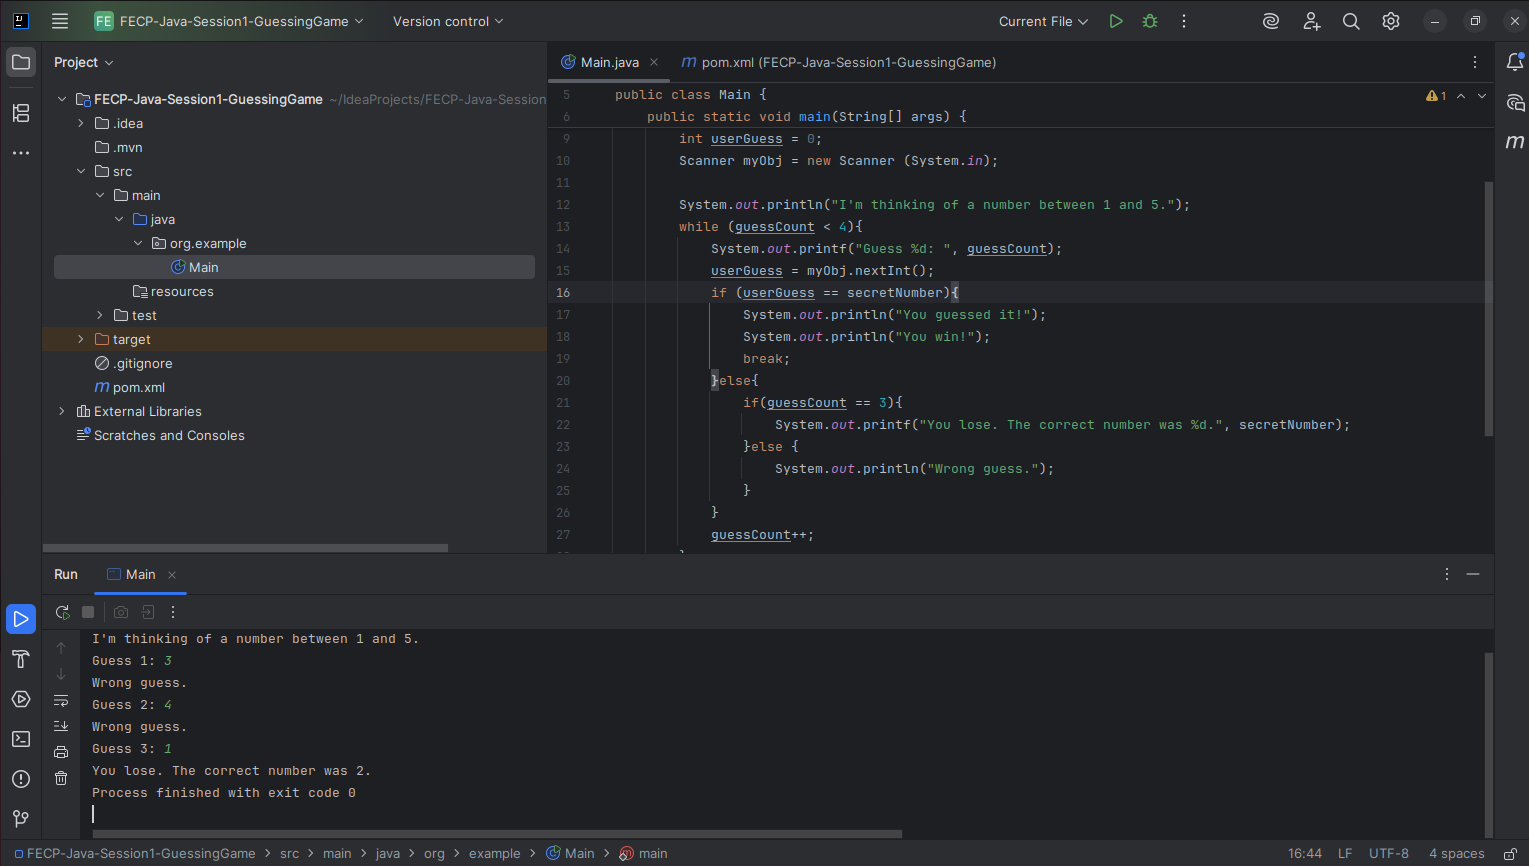 FE FECP-Java-Session1-GuessingGame Version control Current File
Project
FECP-Java-Session1-GuessingGame ~/IdeaProjects/FECP-Java-Session
.idea
.mvn
src
main
java
org.example
Main
resources
test
target
.gitignore
pom.xml
External Libraries
Scratches and Consoles
Main.java pom.xml (FECP-Java-Session1-GuessingGame)
1
5 public class Main {
6 public static void main(String[] args) {
9 int userGuess = 0;
10 Scanner myObj = new Scanner (System.in);
11
12 System.out.println("I'm thinking of a number between 1 and 5.");
13 while (guessCount < 4){
14 System.out.printf("Guess %d: ", guessCount);
15 userGuess = myObj.nextInt();
16 if (userGuess == secretNumber){
17 System.out.println("You guessed it!");
18 System.out.println("You win!");
19 break;
20 }else{
21 if(guessCount == 3){
22 System.out.printf("You lose. The correct number was %d.", secretNumber);
23 }else {
24 System.out.println("Wrong guess.");
25 }
26 }
27 guessCount++;
Run Main
I'm thinking of a number between 1 and 5.
Guess 1: 3
Wrong guess.
Guess 2: 4
Wrong guess.
Guess 3: 1
You lose. The correct number was 2.
Process finished with exit code 0
FECP-Java-Session1-GuessingGame > src > main > java > org > example > Main > main 16:44 LF UTF-8 4 spaces